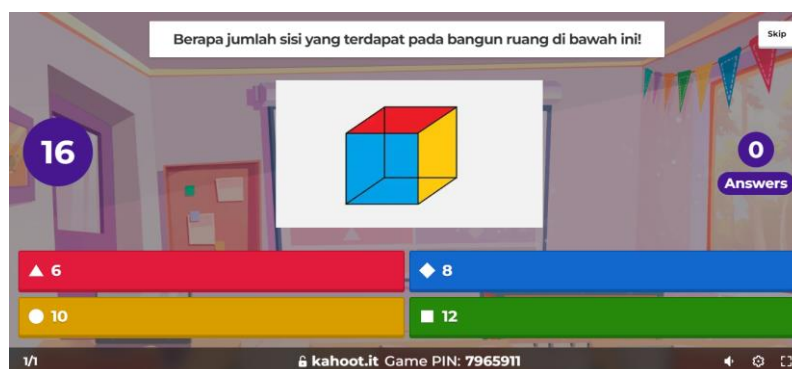 Berapa jumlah sisi yang terdapat pada bangun ruang di bawah ini!
Skip
16
0
Answers
6
8
10
12
1/1
kahoot.it Game PIN: 7965911